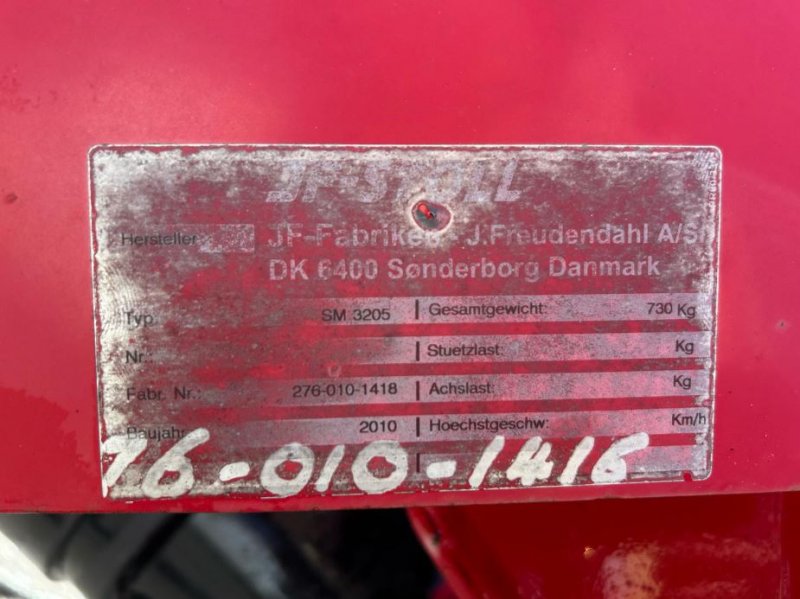 JF-STOLL
Hersteller JF-Fabriken - J.Freudendahl A/S
DK 6400 Sønderborg Danmark
Typ. SM 3205 Gesamtgewicht: 730 Kg
Nr.: Stuetzlast: Kg
Fabr. Nr.: 276-010-1418 Achslast: Kg
Baujahr 2010 Hoechstgeschw: Km/h
76-010-1416